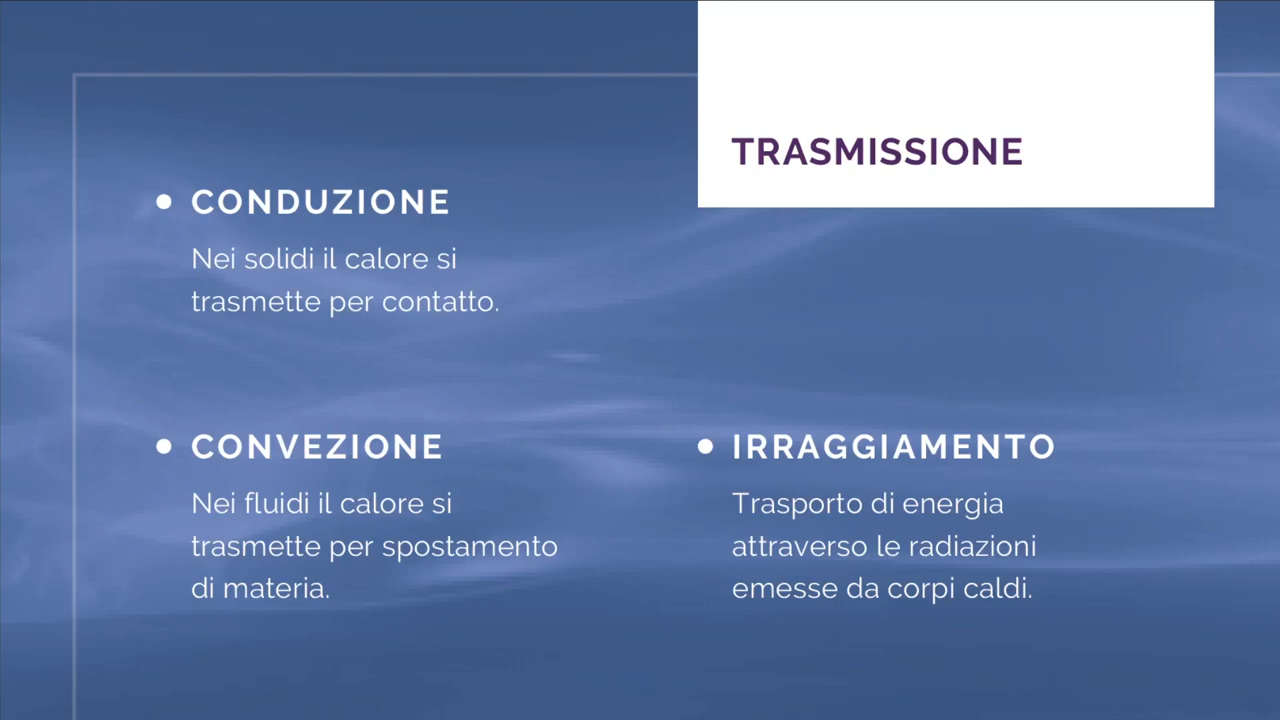 TRASMISSIONE
CONDUZIONE
Nei solidi il calore si
trasmette per contatto.
CONVEZIONE
Nei fluidi il calore si
trasmette per spostamento
di materia.
IRRAGGIAMENTO
Trasporto di energia
attraverso le radiazioni
emesse da corpi caldi.